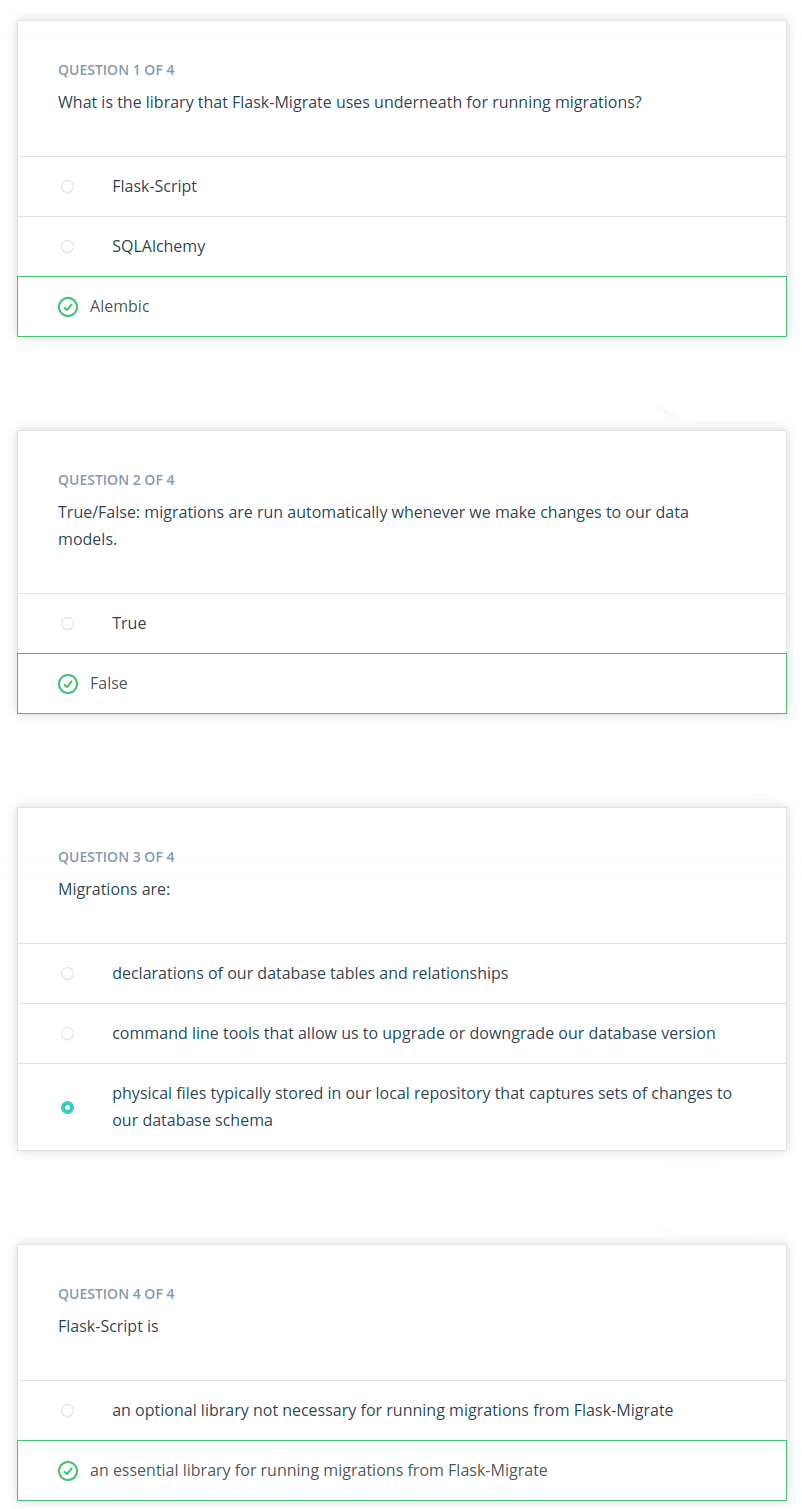 QUESTION 1 OF 4
What is the library that Flask-Migrate uses underneath for running migrations?
Flask-Script
SQLAlchemy
Alembic
QUESTION 2 OF 4
True/False: migrations are run automatically whenever we make changes to our data
models.
True
False
QUESTION 3 OF 4
Migrations are:
declarations of our database tables and relationships
command line tools that allow us to upgrade or downgrade our database version
physical files typically stored in our local repository that captures sets of changes to
our database schema
QUESTION 4 OF 4
Flask-Script is
an optional library not necessary for running migrations from Flask-Migrate
an essential library for running migrations from Flask-Migrate